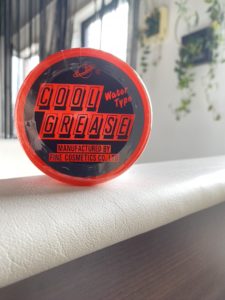 COOL
Water
Type
GREASE
MANUFACTURED BY
FINE COSMETICS CO., LTD